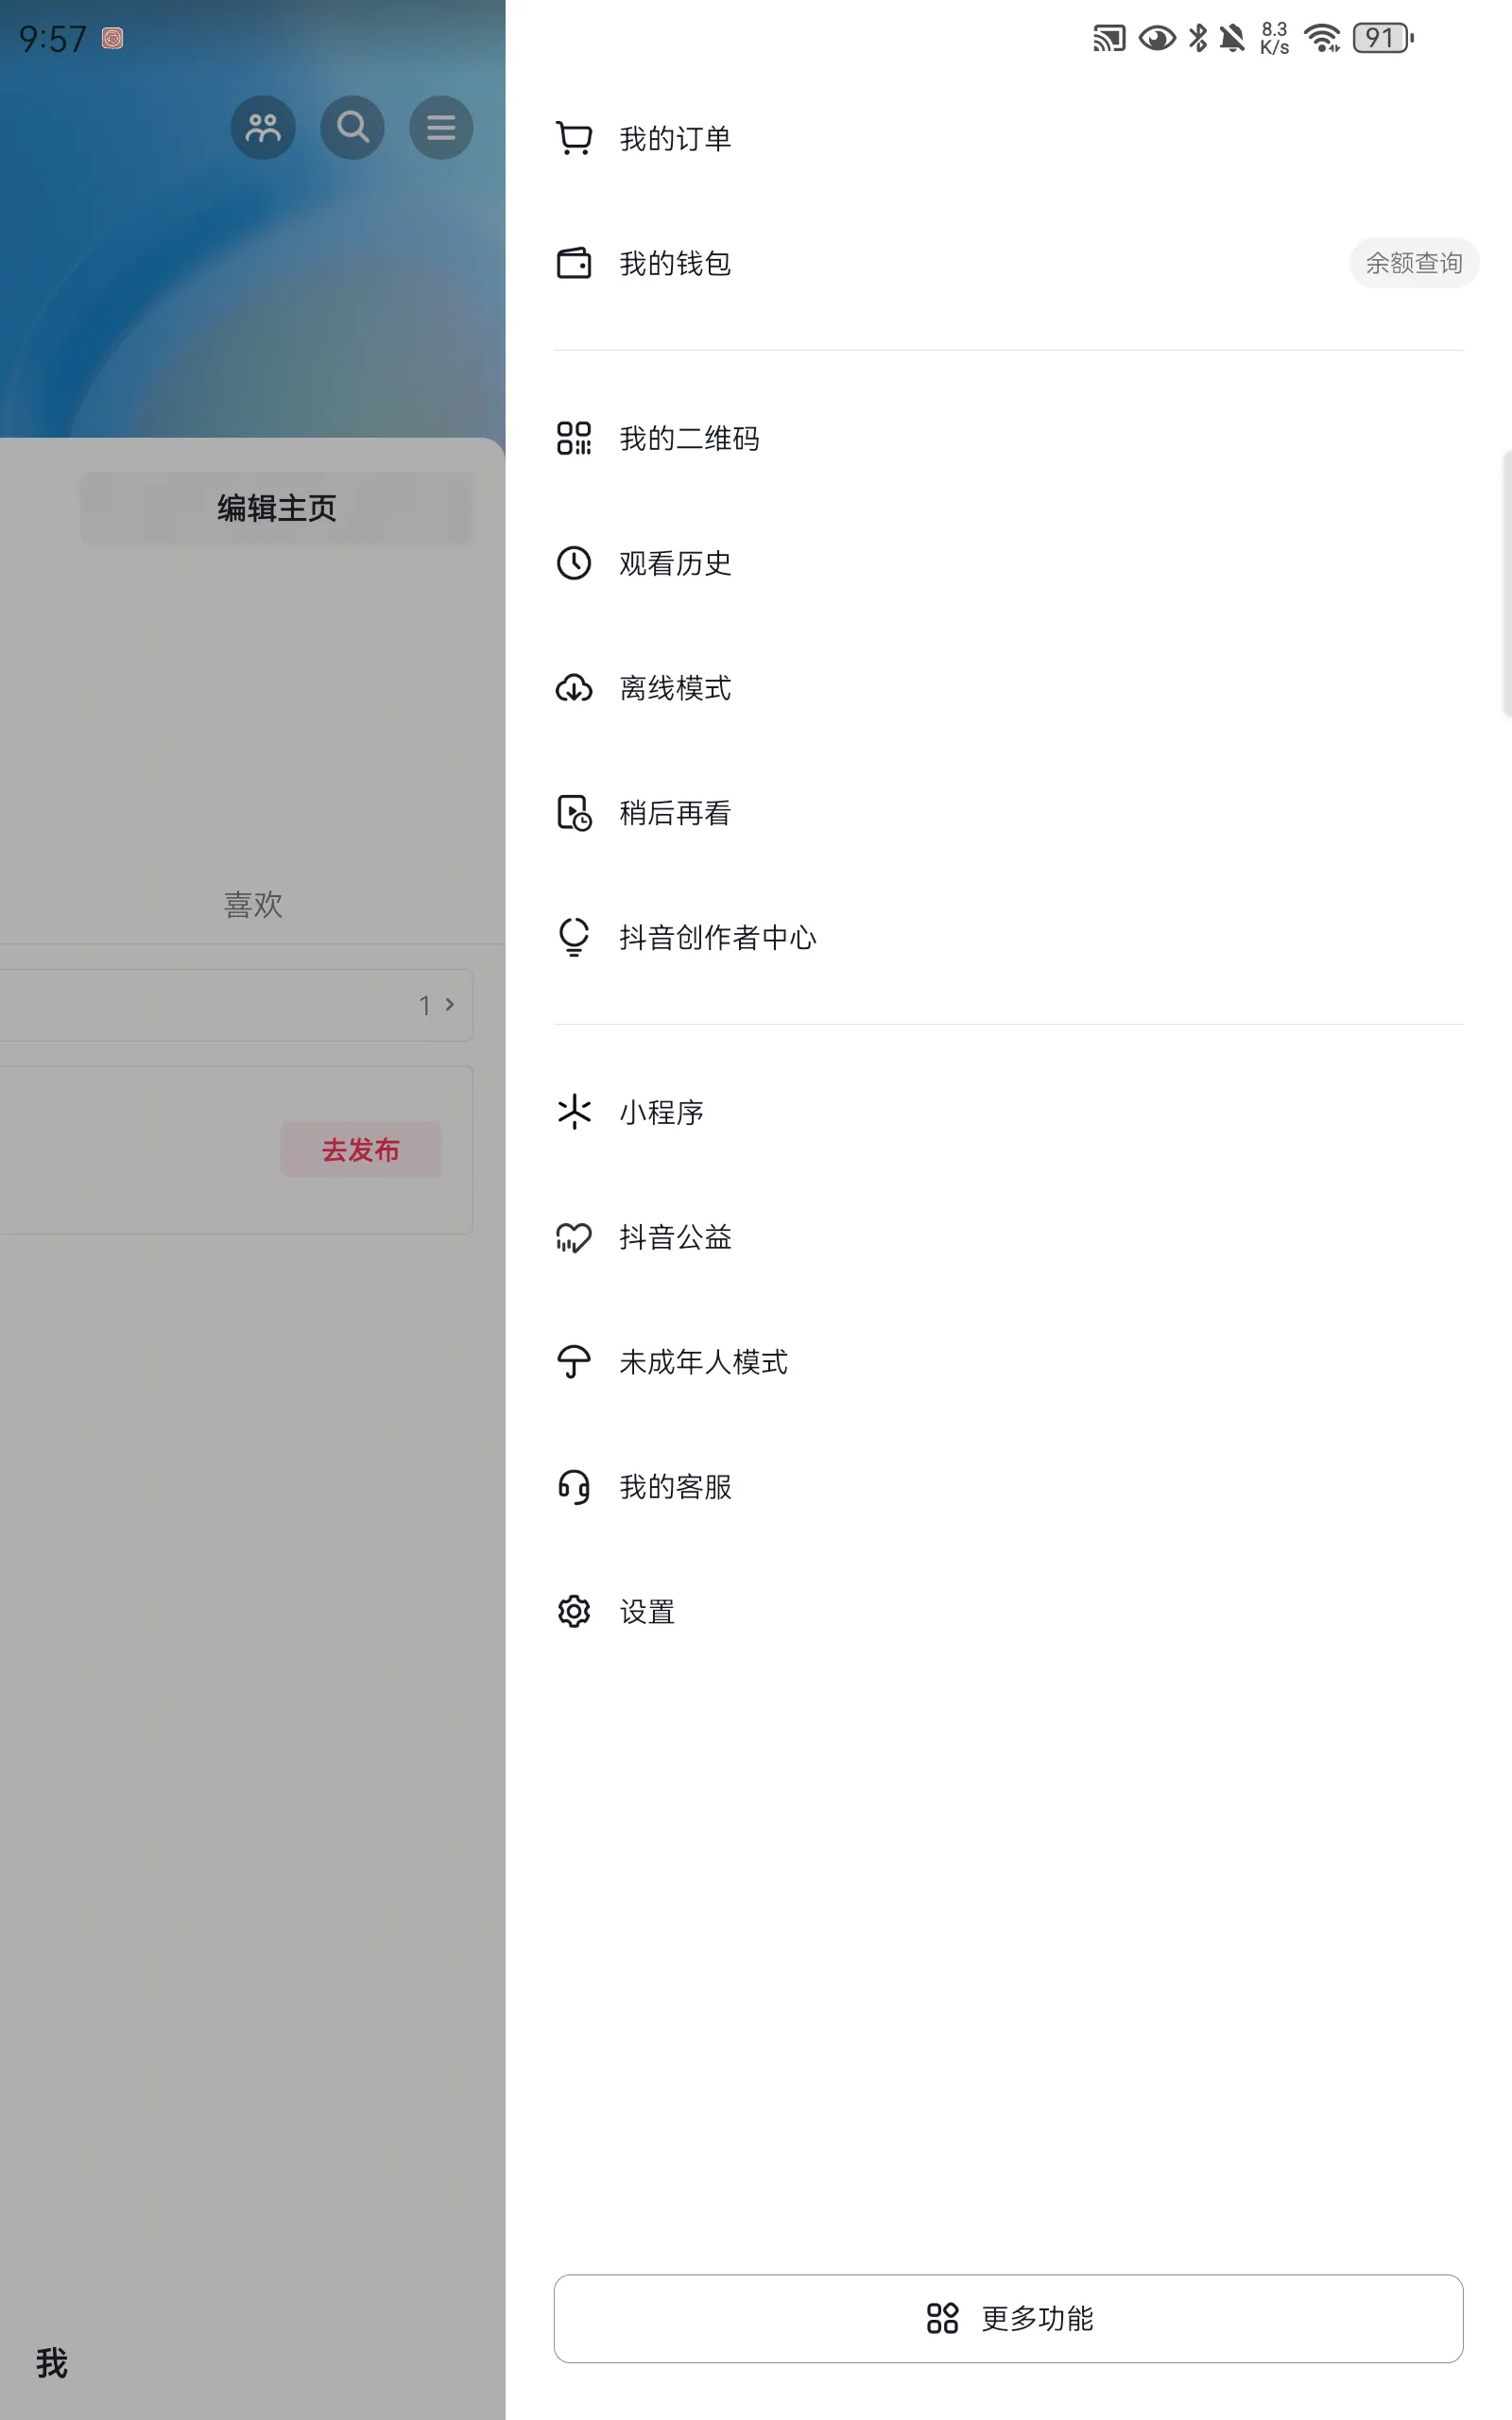 9:57
8.3
K/s
91
我的订单
我的钱包
余额查询
编辑主页
我的二维码
观看历史
离线模式
稍后再看
喜欢
抖音创作者中心
1
小程序
去发布
抖音公益
未成年人模式
我的客服
设置
更多功能
我